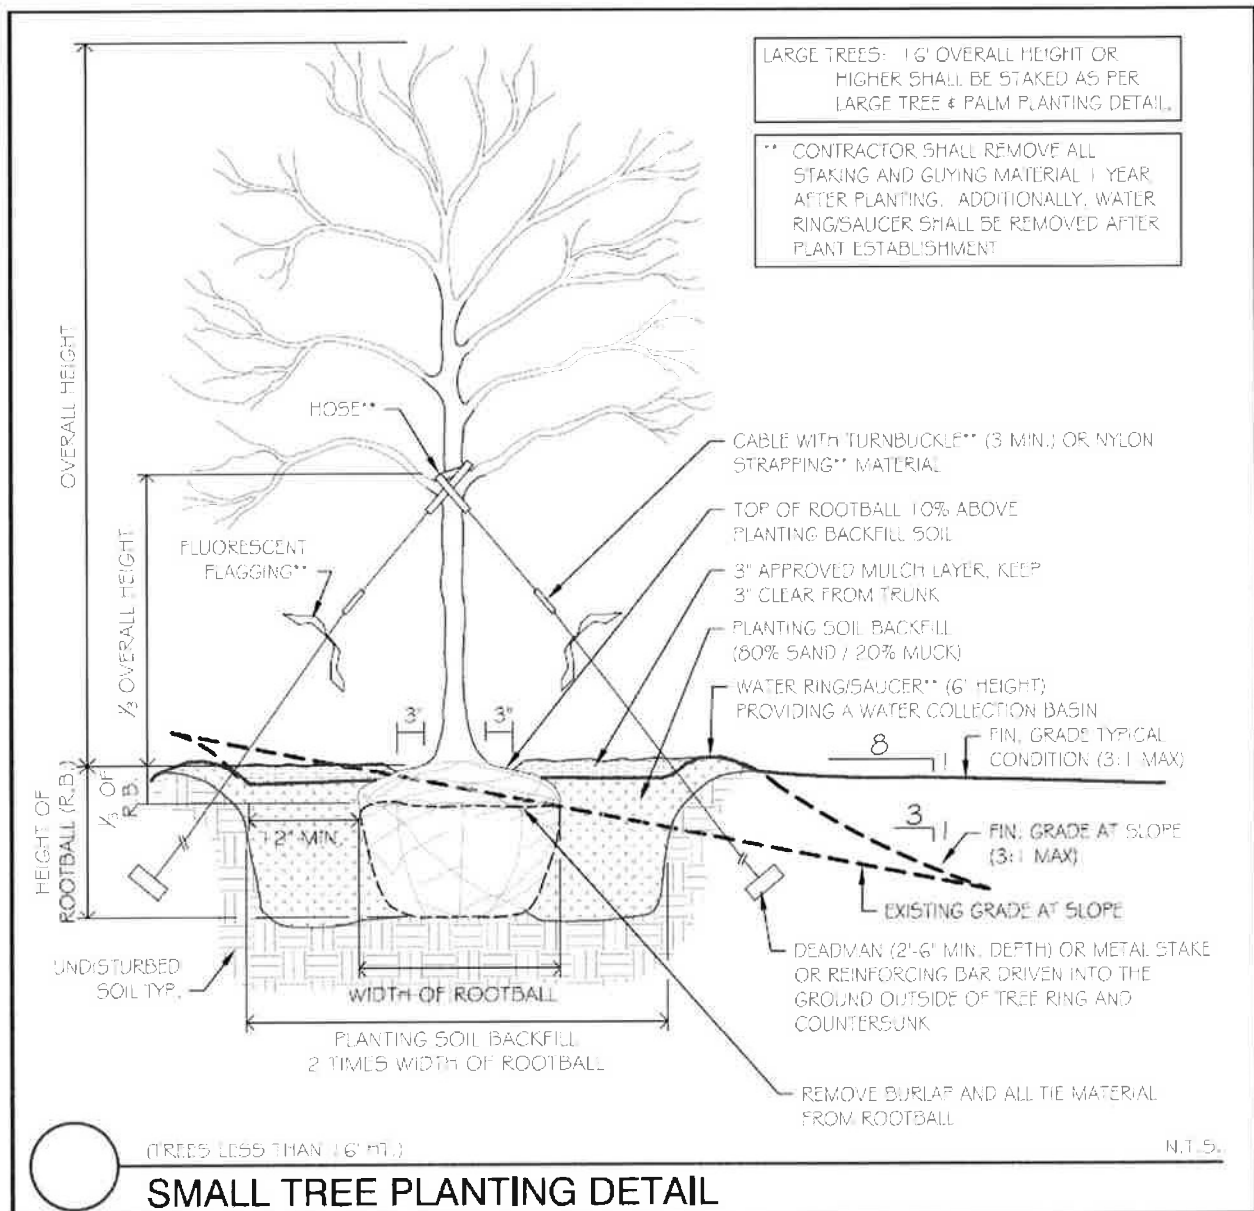 LARGE TREES: 16' OVERALL HEIGHT OR
HIGHER SHALL BE STAKED AS PER
LARGE TREE & PALM PLANTING DETAIL.
** CONTRACTOR SHALL REMOVE ALL
STAKING AND GUYING MATERIAL 1 YEAR
AFTER PLANTING. ADDITIONALLY, WATER
RING/SAUCER SHALL BE REMOVED AFTER
PLANT ESTABLISHMENT
OVERALL HEIGHT
HOSE**
CABLE WITH TURNBUCKLE** (3 MIN.) OR NYLON
STRAPPING** MATERIAL
TOP OF ROOTBALL 10% ABOVE
PLANTING BACKFILL SOIL
FLUORESCENT
FLAGGING**
3" APPROVED MULCH LAYER, KEEP
3" CLEAR FROM TRUNK
⅓ OVERALL HEIGHT
PLANTING SOIL BACKFILL
(80% SAND / 20% MUCK)
WATER RING/SAUCER** (6" HEIGHT)
PROVIDING A WATER COLLECTION BASIN
3"
3"
8
1
FIN. GRADE TYPICAL
CONDITION (3:1 MAX)
HEIGHT OF
ROOTBALL (R.B.)
⅓ OF
R.B.
12" MIN.
3
1
FIN. GRADE AT SLOPE
(3:1 MAX)
EXISTING GRADE AT SLOPE
UNDISTURBED
SOIL TYP.
WIDTH OF ROOTBALL
DEADMAN (2'-6" MIN. DEPTH) OR METAL STAKE
OR REINFORCING BAR DRIVEN INTO THE
GROUND OUTSIDE OF TREE RING AND
COUNTERSUNK
PLANTING SOIL BACKFILL
2 TIMES WIDTH OF ROOTBALL
REMOVE BURLAP AND ALL TIE MATERIAL
FROM ROOTBALL
(TREES LESS THAN 16' HT.)
N.T.S.
SMALL TREE PLANTING DETAIL